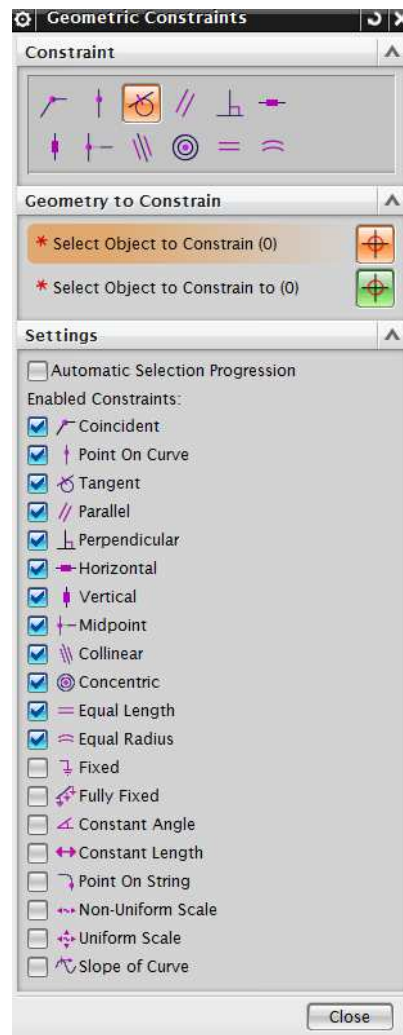 Geometric Constraints
Constraint
Geometry to Constrain
* Select Object to Constrain (0)
* Select Object to Constrain to (0)
Settings
Automatic Selection Progression
Enabled Constraints:
Coincident
Point On Curve
Tangent
Parallel
Perpendicular
Horizontal
Vertical
Midpoint
Collinear
Concentric
Equal Length
Equal Radius
Fixed
Fully Fixed
Constant Angle
Constant Length
Point On String
Non-Uniform Scale
Uniform Scale
Slope of Curve
Close